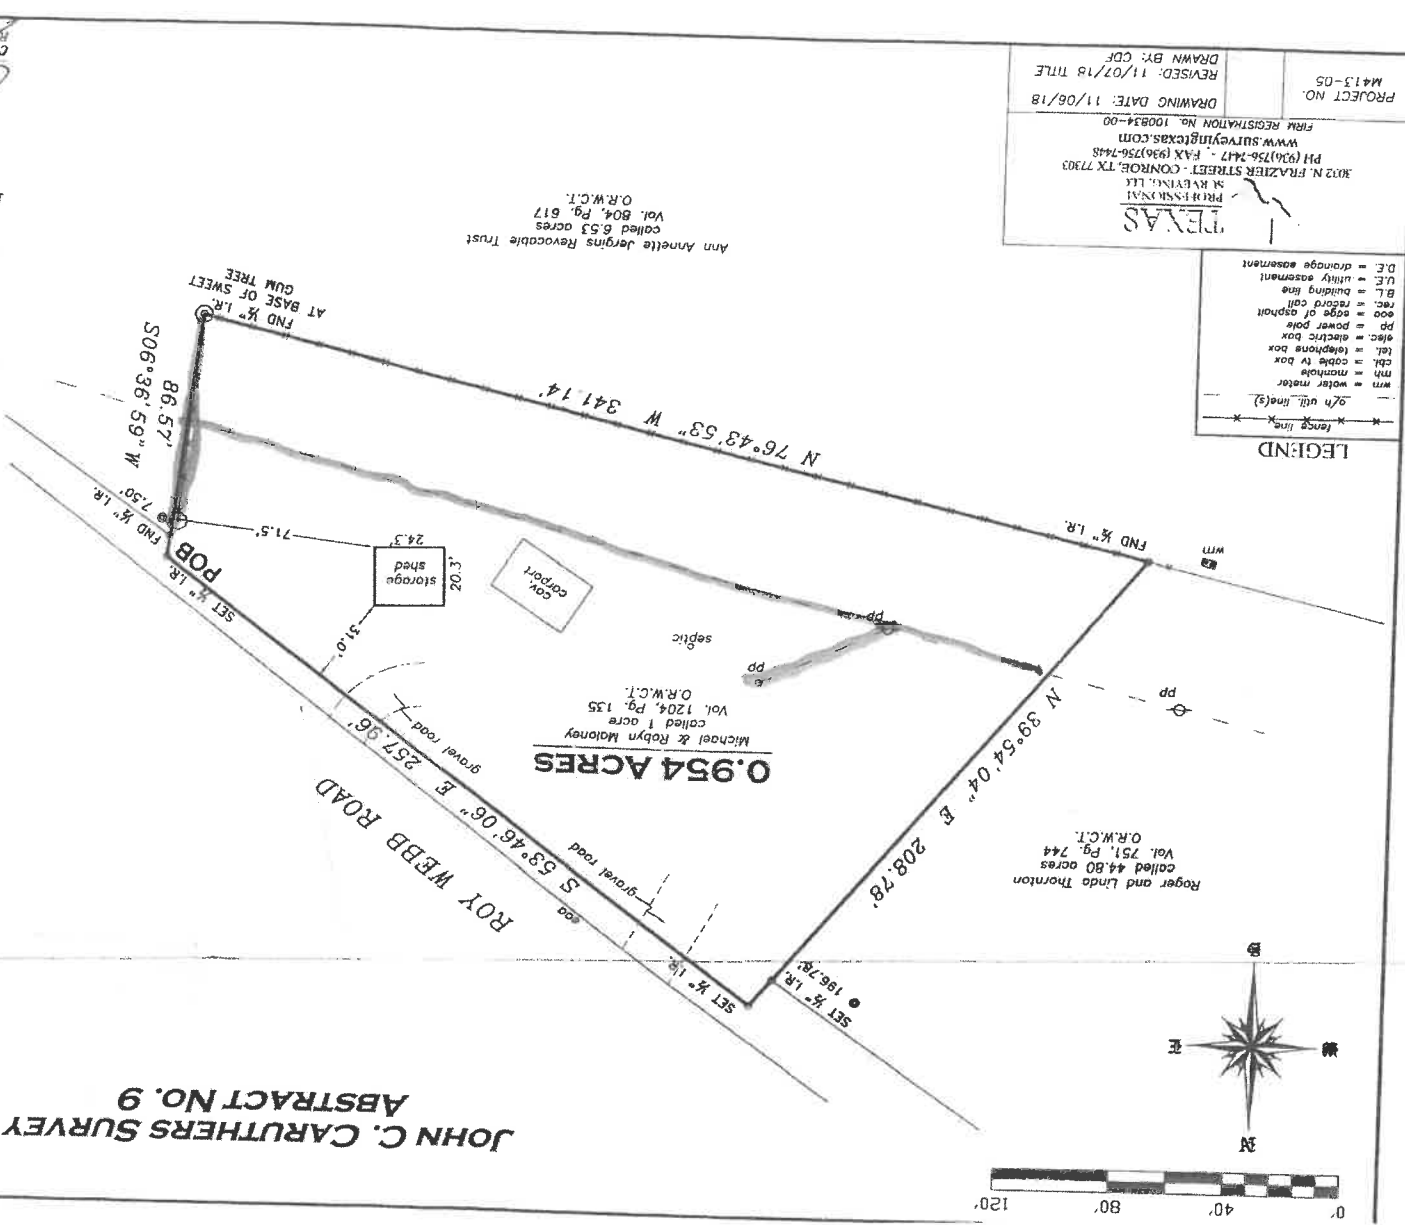 0' 40' 80' 120'
JOHN C. CARUTHERS SURVEY
ABSTRACT NO. 9
N
E
SET ½" I.R.
@ 196.78'
SET ½" I.R.
ROY WEBB ROAD
eoa
gravel road
S 53°46'06" E 257.96'
gravel road
Roger and Linda Thornton
called 44.80 acres
Vol. 751, Pg. 744
O.R.W.C.T.
N 39°54'04" E 208.78'
0.954 ACRES
Michael & Robyn Maloney
called 1 acre
Vol. 1204, Pg. 135
O.R.W.C.T.
pp
pp
pp
septic
cov.
carport
storage
shed
20.3'
24.3'
31.0'
71.5'
SET ½" I.R.
POB
FND ½" I.R.
@ 7.50'
S06°36'59" W
86.57'
wm
FND ½" I.R.
N 76°43'53" W 341.14'
FND ½" I.R.
AT BASE OF SWEET
GUM TREE
Ann Annette Jergins Revocable Trust
called 6.53 acres
Vol. 804, Pg. 617
O.R.W.C.T.
LEGEND
fence line
o/h util. line(s)
wm = water meter
mh = manhole
cbl. = cable tv box
tel. = telephone box
elec. = electric box
pp = power pole
eoa = edge of asphalt
rec. = record call
B.L. = building line
U.E. = utility easement
D.E. = drainage easement
TEXAS
PROFESSIONAL
SURVEYING, LLC
3032 N. FRAZIER STREET - CONROE, TX 77303
PH (936)756-7447 - FAX (936)756-7448
www.surveyingtexas.com
FIRM REGISTRATION No. 100834-00
PROJECT NO.
M413-05
DRAWING DATE: 11/06/18
REVISED: 11/07/18 TITLE
DRAWN BY: CDF